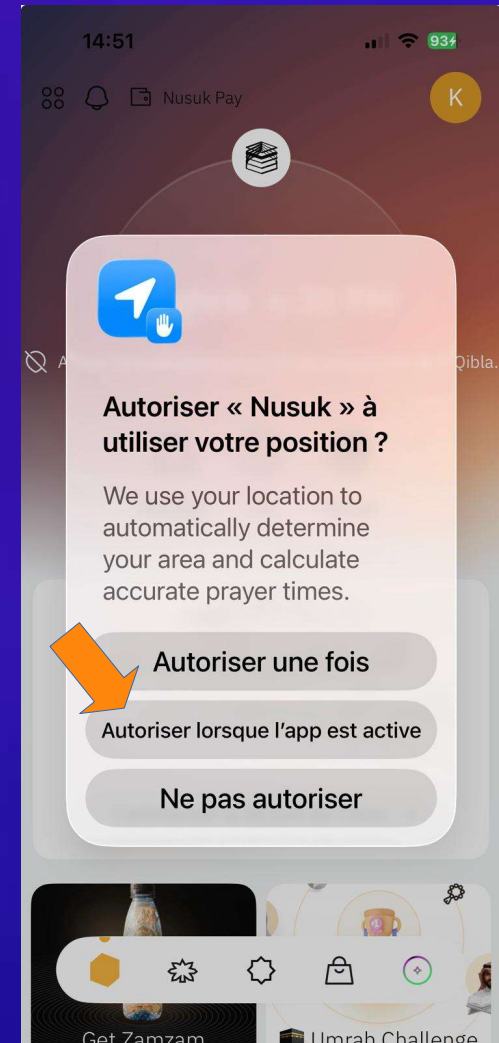 14:51
93
Nusuk Pay
K
A
Qibla.
Autoriser « Nusuk » à
utiliser votre position ?
We use your location to
automatically determine
your area and calculate
accurate prayer times.
Autoriser une fois
Autoriser lorsque l’app est active
Ne pas autoriser
Get Zamzam
Umrah Challenge